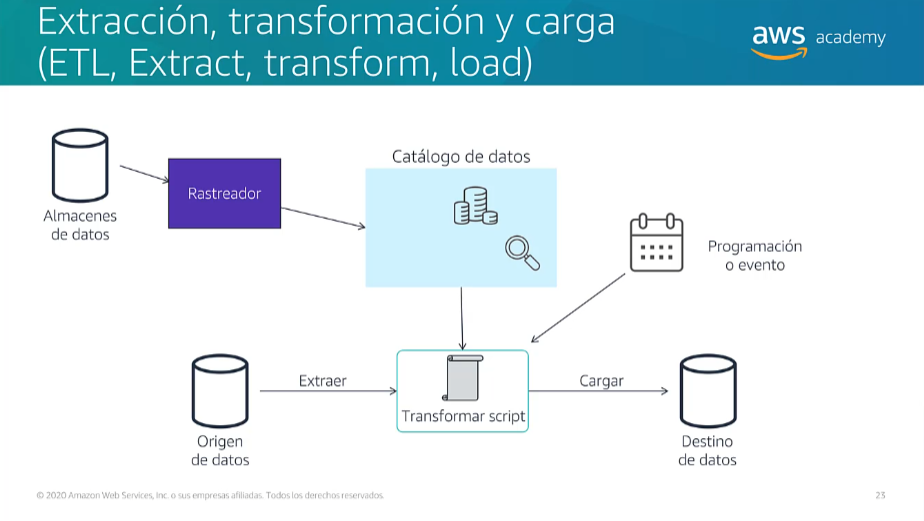 Extracción, transformación y carga
(ETL, Extract, transform, load)
aws academy
Almacenes
de datos
Rastreador
Catálogo de datos
Programación
o evento
Extraer
Transformar script
Cargar
Origen
de datos
Destino
de datos
© 2020 Amazon Web Services, Inc. o sus empresas afiliadas. Todos los derechos reservados.
23